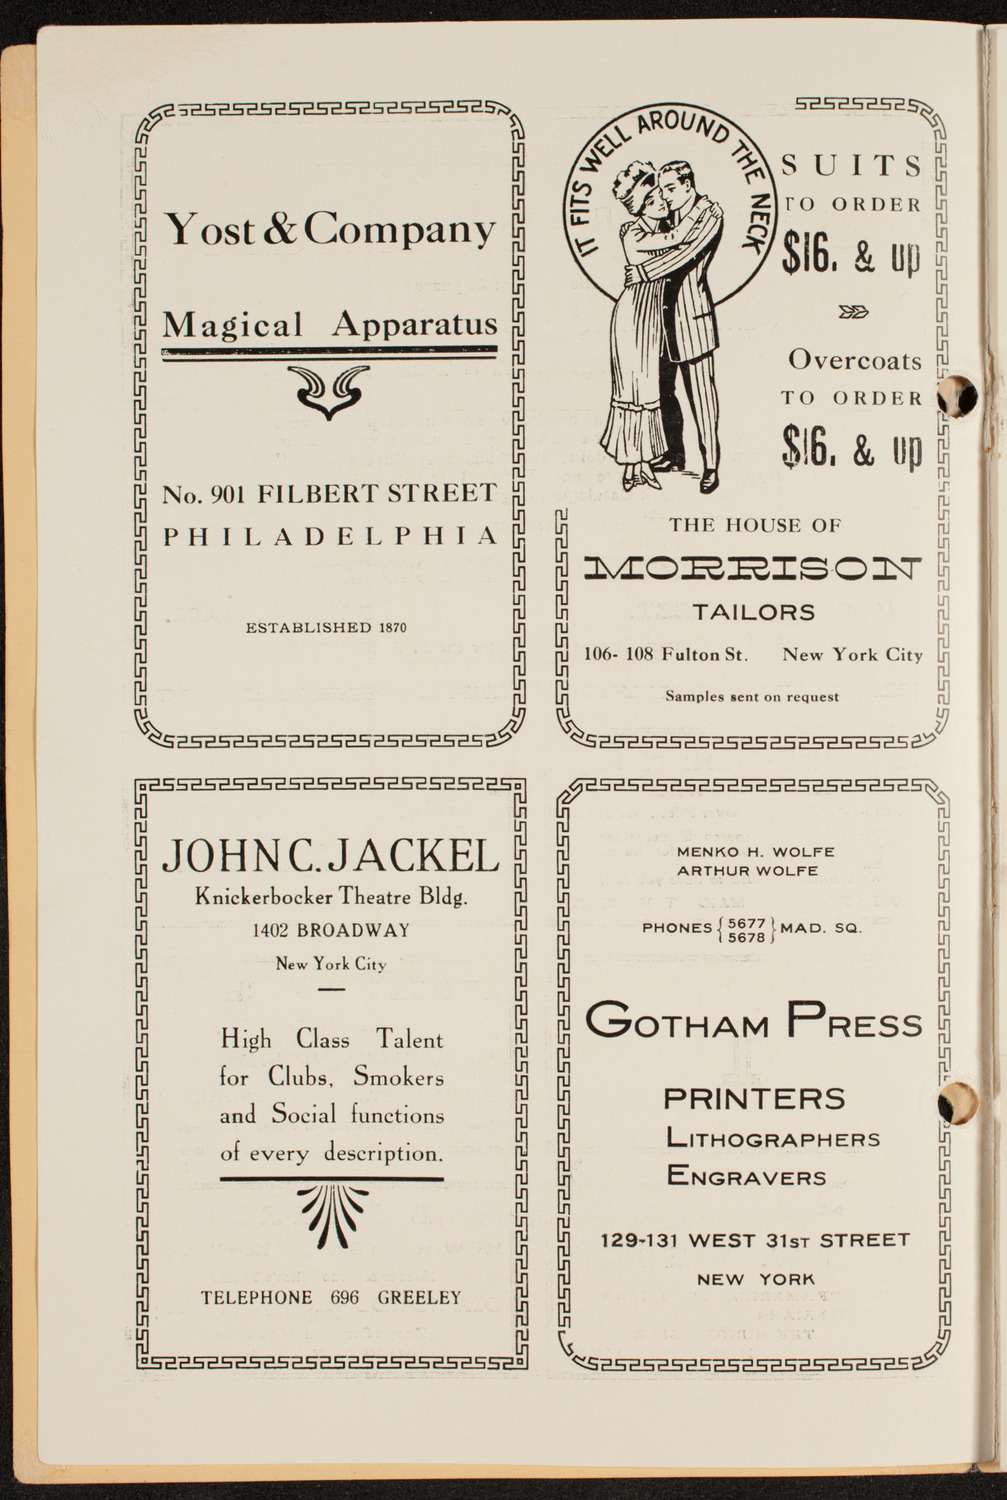 Yost & Company
Magical Apparatus
No. 901 FILBERT STREET
PHILADELPHIA
ESTABLISHED 1870
IT FITS WELL AROUND THE NECK
SUITS
TO ORDER
$16. & up
Overcoats
TO ORDER
$16. & up
THE HOUSE OF
MORRISON
TAILORS
106-108 Fulton St. New York City
Samples sent on request
JOHN C. JACKEL
Knickerbocker Theatre Bldg.
1402 BROADWAY
New York City
High Class Talent
for Clubs, Smokers
and Social functions
of every description.
TELEPHONE 696 GREELEY
MENKO H. WOLFE
ARTHUR WOLFE
PHONES { 5677 } MAD. SQ.
{ 5678 }
GOTHAM PRESS
PRINTERS
LITHOGRAPHERS
ENGRAVERS
129-131 WEST 31ST STREET
NEW YORK